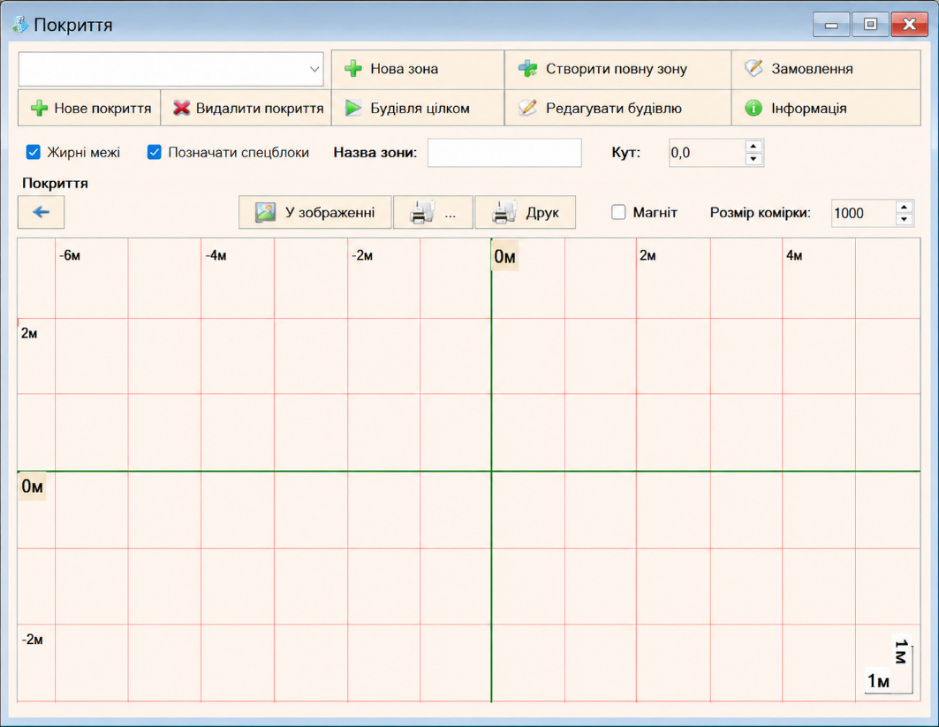 Покриття
Нова зона Створити повну зону Замовлення
Нове покриття Видалити покриття Будівля цілком Редагувати будівлю Інформація
Жирні межі Позначати спецблоки Назва зони: Кут: 0,0
Покриття
У зображенні ... Друк Магніт Розмір комірки: 1000
-6м -4м -2м 0м 2м 4м
2м
0м
-2м
1м
1м